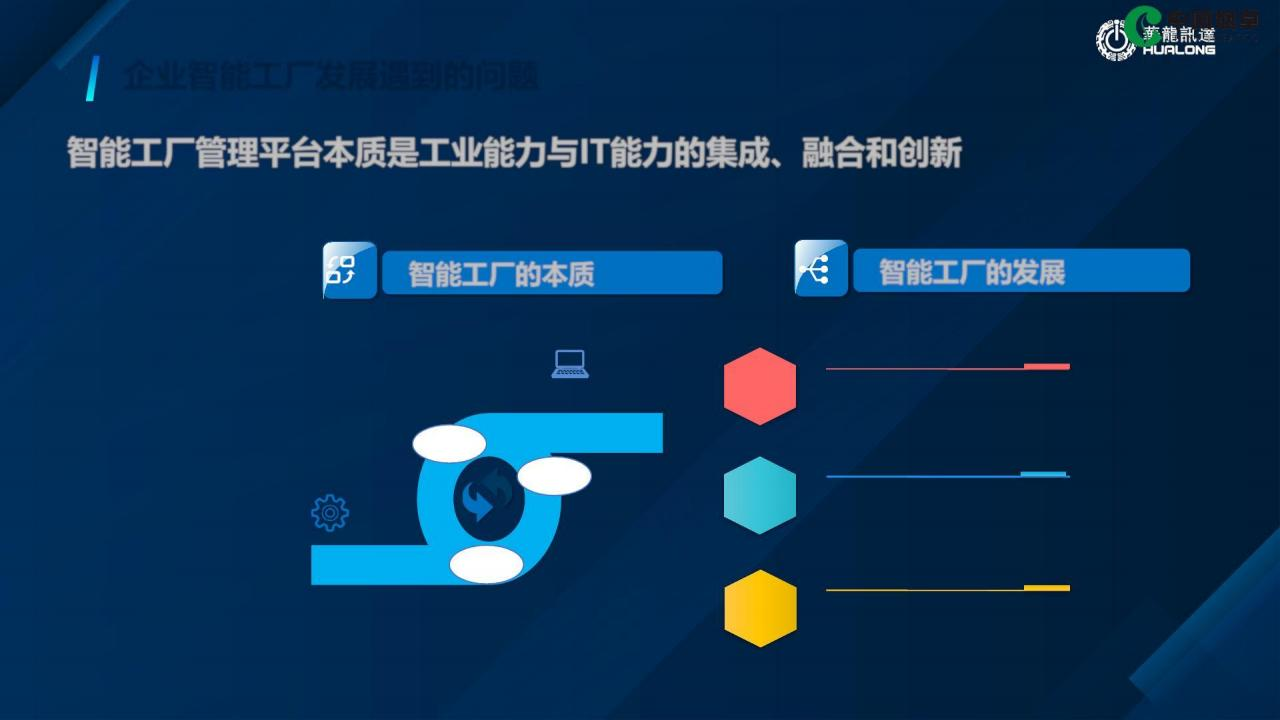 華龍訊達
HUALONG
企业智能工厂发展遇到的问题
智能工厂管理平台本质是工业能力与IT能力的集成、融合和创新
智能工厂的本质
智能工厂的发展